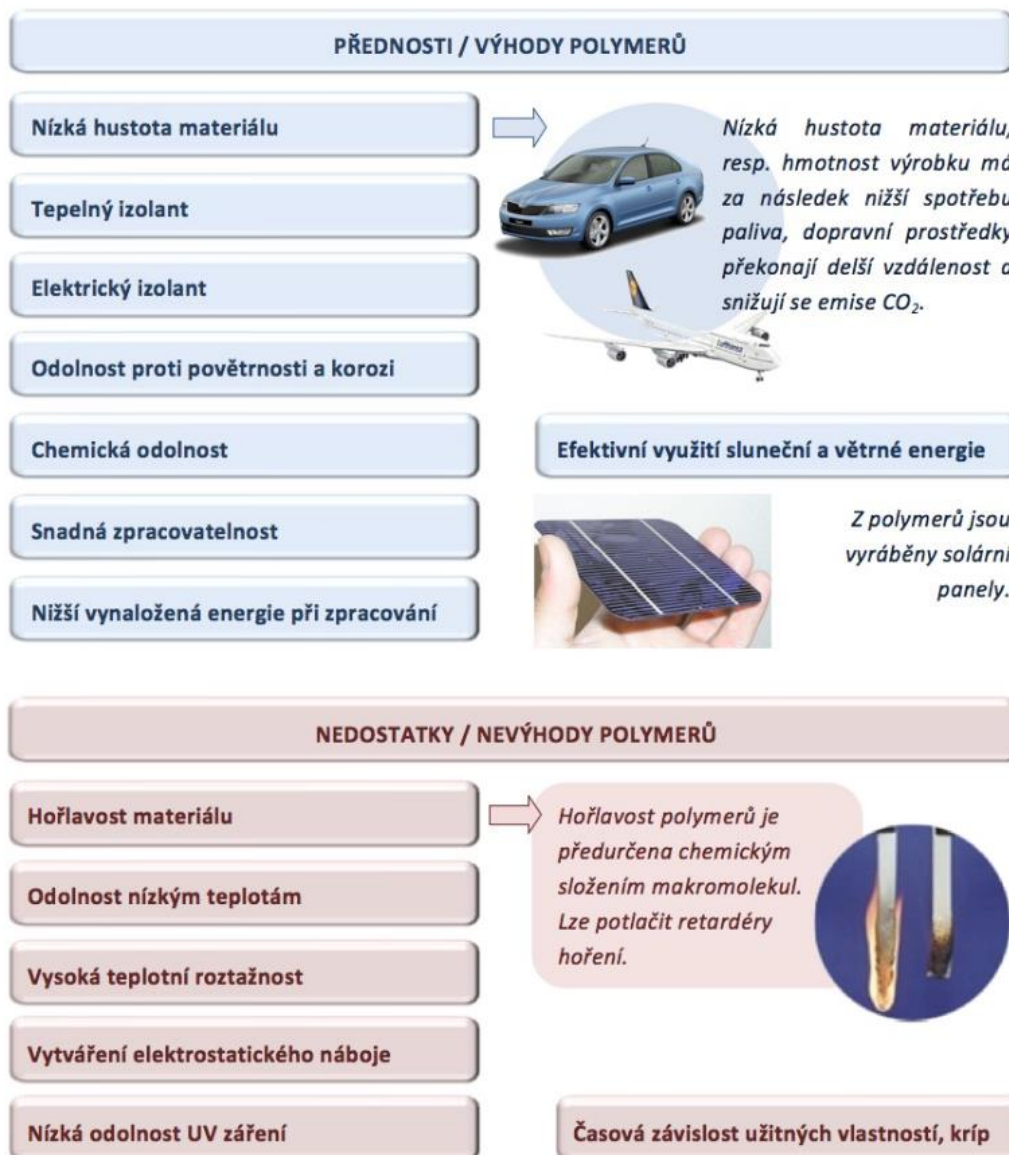 PŘEDNOSTI / VÝHODY POLYMERŮ
Nízká hustota materiálu
Tepelný izolant
Elektrický izolant
Odolnost proti povětrnosti a korozi
Chemická odolnost
Snadná zpracovatelnost
Nižší vynaložená energie při zpracování
Nízká hustota materiálu,
resp. hmotnost výrobku má
za následek nižší spotřebu
paliva, dopravní prostředky
překonají delší vzdálenost a
snižují se emise CO₂.
Lufthansa
Efektivní využití sluneční a větrné energie
Z polymerů jsou
vyráběny solární
panely.
NEDOSTATKY / NEVÝHODY POLYMERŮ
Hořlavost materiálu
Odolnost nízkým teplotám
Vysoká teplotní roztažnost
Vytváření elektrostatického náboje
Nízká odolnost UV záření
Hořlavost polymerů je
předurčena chemickým
složením makromolekul.
Lze potlačit retardéry
hoření.
Časová závislost užitných vlastností, kríp